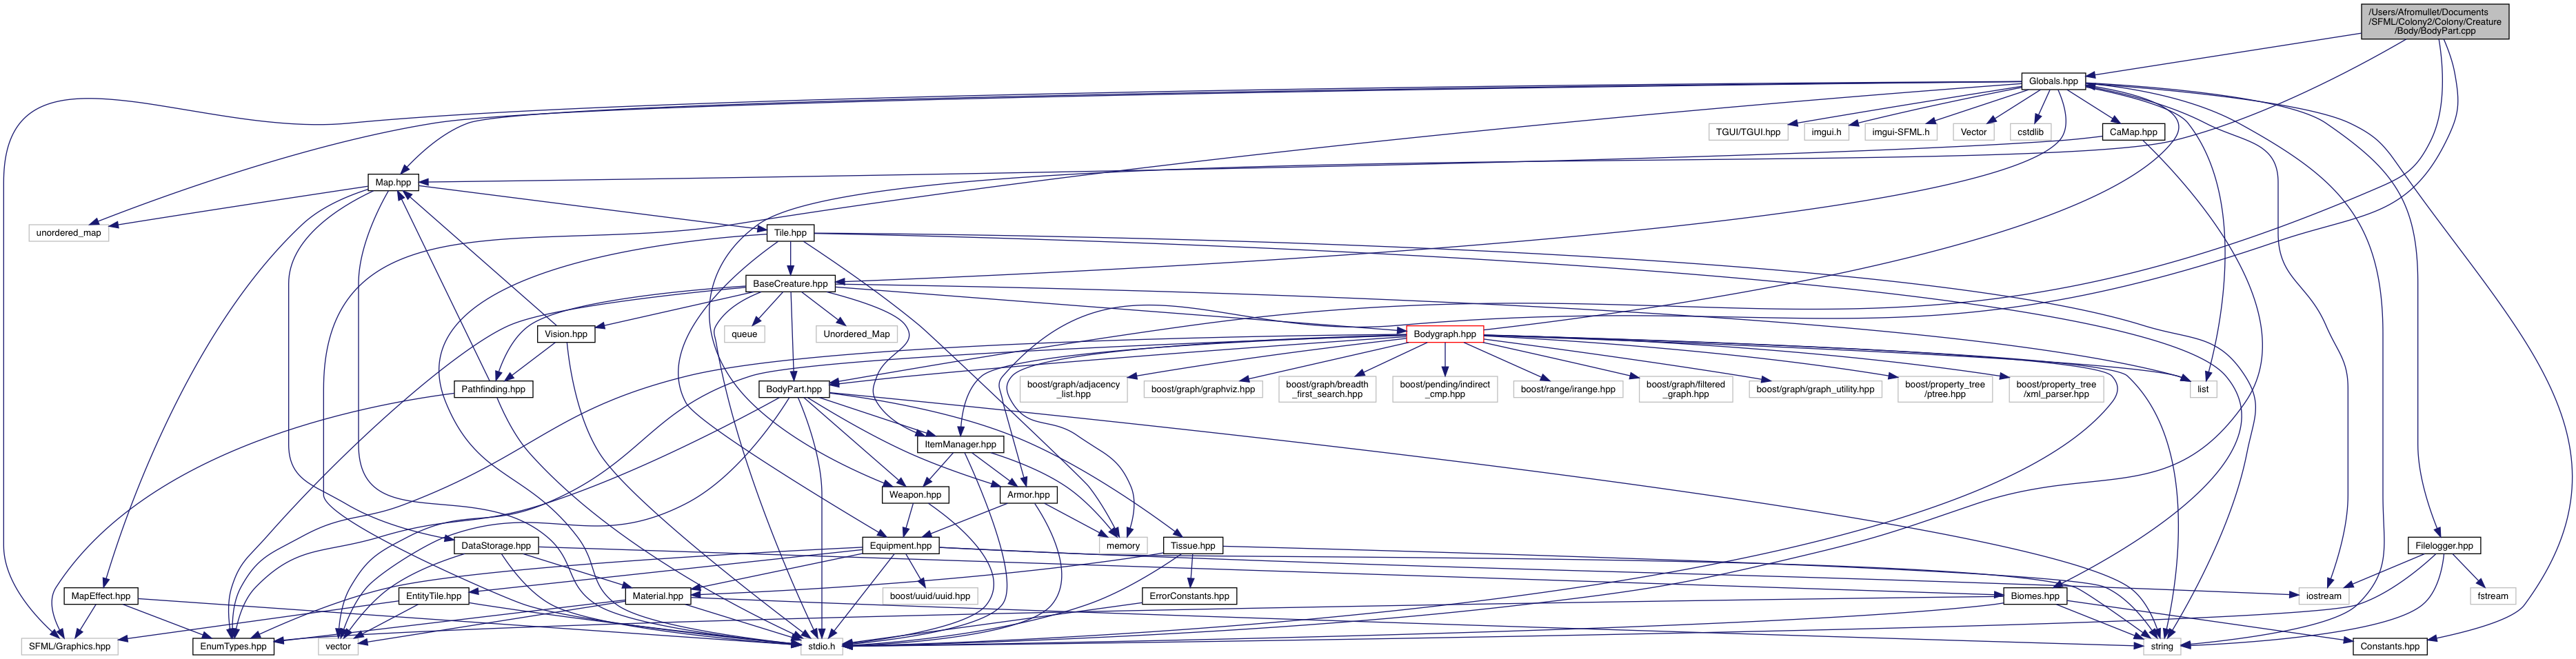 /Users/Afromullet/Documents
/SFML/Colony2/Colony/Creature
/Body/BodyPart.cpp
Globals.hpp
TGUI/TGUI.hpp
imgui.h
imgui-SFML.h
Vector
cstdlib
CaMap.hpp
Map.hpp
unordered_map
Tile.hpp
BaseCreature.hpp
Vision.hpp
queue
Unordered_Map
Bodygraph.hpp
Pathfinding.hpp
BodyPart.hpp
boost/graph/adjacency
_list.hpp
boost/graph/graphviz.hpp
boost/graph/breadth
_first_search.hpp
boost/pending/indirect
_cmp.hpp
boost/range/irange.hpp
boost/graph/filtered
_graph.hpp
boost/graph/graph_utility.hpp
boost/property_tree
/ptree.hpp
boost/property_tree
/xml_parser.hpp
list
ItemManager.hpp
Weapon.hpp
Armor.hpp
DataStorage.hpp
Equipment.hpp
memory
Tissue.hpp
Filelogger.hpp
MapEffect.hpp
EntityTile.hpp
Material.hpp
boost/uuid/uuid.hpp
ErrorConstants.hpp
Biomes.hpp
iostream
fstream
SFML/Graphics.hpp
EnumTypes.hpp
vector
stdio.h
string
Constants.hpp